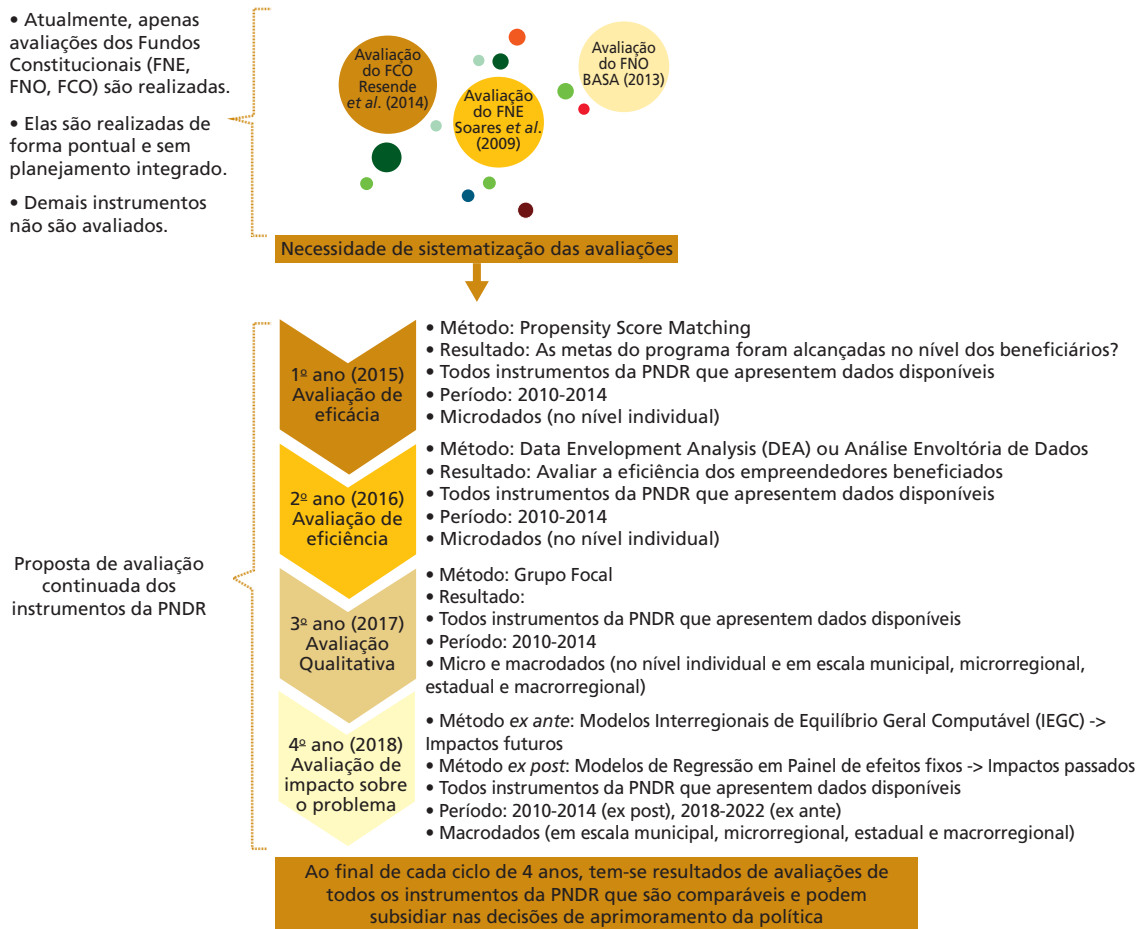 • Atualmente, apenas
avaliações dos Fundos
Constitucionais (FNE,
FNO, FCO) são realizadas.
• Elas são realizadas de
forma pontual e sem
planejamento integrado.
• Demais instrumentos
não são avaliados.
Avaliação
do FCO
Resende
et al. (2014)
Avaliação
do FNE
Soares et al.
(2009)
Avaliação
do FNO
BASA (2013)
Necessidade de sistematização das avaliações
Proposta de avaliação
continuada dos
instrumentos da PNDR
1º ano (2015)
Avaliação de
eficácia
• Método: Propensity Score Matching
• Resultado: As metas do programa foram alcançadas no nível dos beneficiários?
• Todos instrumentos da PNDR que apresentem dados disponíveis
• Período: 2010-2014
• Microdados (no nível individual)
2º ano (2016)
Avaliação de
eficiência
• Método: Data Envelopment Analysis (DEA) ou Análise Envoltória de Dados
• Resultado: Avaliar a eficiência dos empreendedores beneficiados
• Todos instrumentos da PNDR que apresentem dados disponíveis
• Período: 2010-2014
• Microdados (no nível individual)
3º ano (2017)
Avaliação
Qualitativa
• Método: Grupo Focal
• Resultado:
• Todos instrumentos da PNDR que apresentem dados disponíveis
• Período: 2010-2014
• Micro e macrodados (no nível individual e em escala municipal, microrregional,
estadual e macrorregional)
4º ano (2018)
Avaliação de
impacto sobre
o problema
• Método ex ante: Modelos Interregionais de Equilíbrio Geral Computável (IEGC) ->
Impactos futuros
• Método ex post: Modelos de Regressão em Painel de efeitos fixos -> Impactos passados
• Todos instrumentos da PNDR que apresentem dados disponíveis
• Período: 2010-2014 (ex post), 2018-2022 (ex ante)
• Macrodados (em escala municipal, microrregional, estadual e macrorregional)
Ao final de cada ciclo de 4 anos, tem-se resultados de avaliações de
todos os instrumentos da PNDR que são comparáveis e podem
subsidiar nas decisões de aprimoramento da política